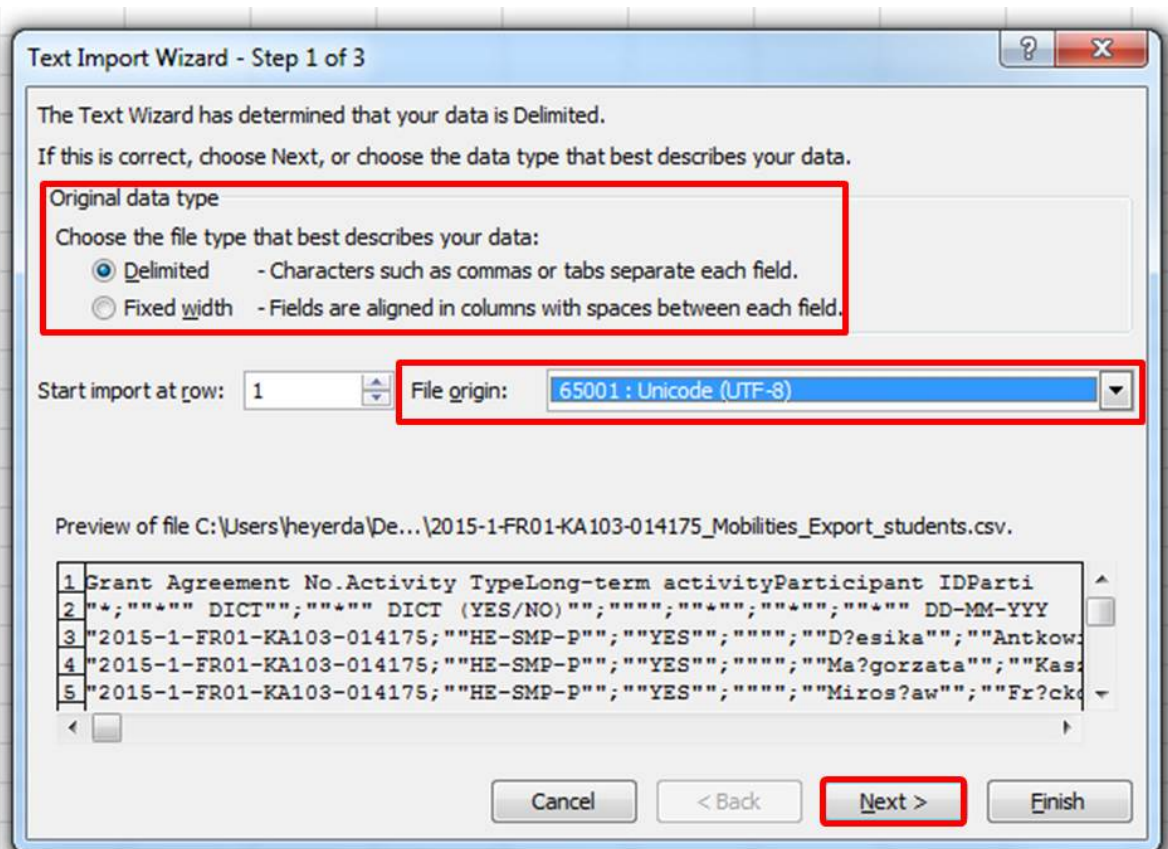 Text Import Wizard - Step 1 of 3
The Text Wizard has determined that your data is Delimited.
If this is correct, choose Next, or choose the data type that best describes your data.
Original data type
Choose the file type that best describes your data:
Delimited - Characters such as commas or tabs separate each field.
Fixed width - Fields are aligned in columns with spaces between each field.
Start import at row: 1 File origin: 65001 : Unicode (UTF-8)
Preview of file C:\Users\heyerda\De...\2015-1-FR01-KA103-014175_Mobilities_Export_students.csv.
1 Grant Agreement No.Activity TypeLong-term activityParticipant IDParti
2 "*;""*"" DICT"";""*"" DICT (YES/NO)"";"""";""*"";""*"";""*"" DD-MM-YYY
3 "2015-1-FR01-KA103-014175;""HE-SMP-P"";""YES"";"""";""D?esika"";""Antkow
4 "2015-1-FR01-KA103-014175;""HE-SMP-P"";""YES"";"""";""Ma?gorzata"";""Kas
5 "2015-1-FR01-KA103-014175;""HE-SMP-P"";""YES"";"""";""Miros?aw"";""Fr?ck
Cancel < Back Next > Finish